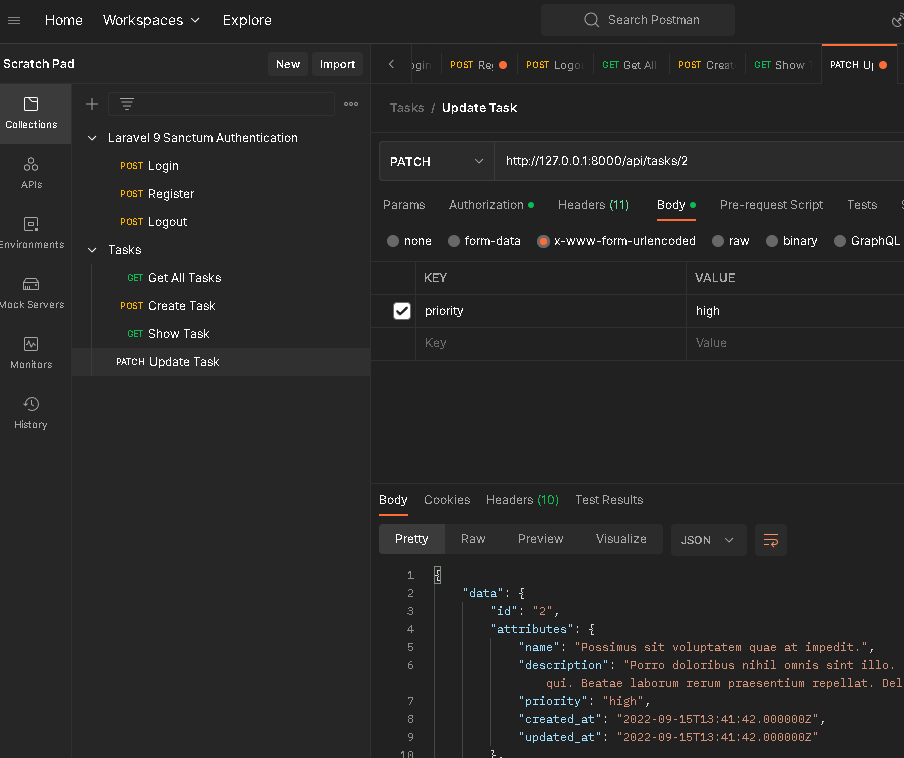 Home Workspaces Explore Search Postman
Scratch Pad New Import
POST Logo GET Get All POST Creat GET Show PATCH Up
Collections
APIs
Environments
Mock Servers
Monitors
History
Laravel 9 Sanctum Authentication
POST Login
POST Register
POST Logout
Tasks
GET Get All Tasks
POST Create Task
GET Show Task
PATCH Update Task
Tasks / Update Task
PATCH http://127.0.0.1:8000/api/tasks/2
Params Authorization Headers (11) Body Pre-request Script Tests
none form-data x-www-form-urlencoded raw binary GraphQL
KEY VALUE
priority high
Key Value
Body Cookies Headers (10) Test Results
Pretty Raw Preview Visualize JSON
1 {
2 "data": {
3 "id": "2",
4 "attributes": {
5 "name": "Possimus sit voluptatem quae at impedit.",
6 "description": "Porro doloribus nihil omnis sint illo.
qui. Beatae laborum rerum praesentium repellat. Del
7 "priority": "high",
8 "created_at": "2022-09-15T13:41:42.000000Z",
9 "updated_at": "2022-09-15T13:41:42.000000Z"
10 },